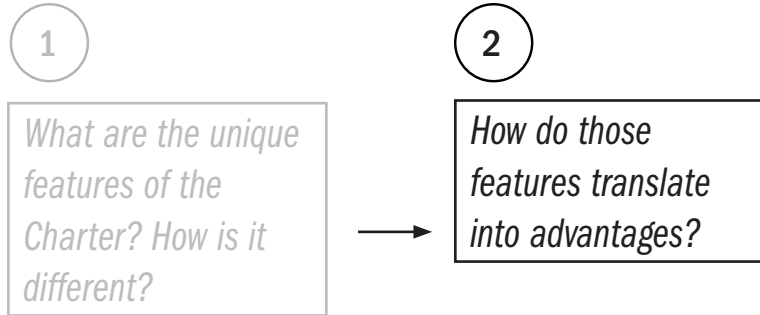 1
What are the unique
features of the
Charter? How is it
different?
2
How do those
features translate
into advantages?